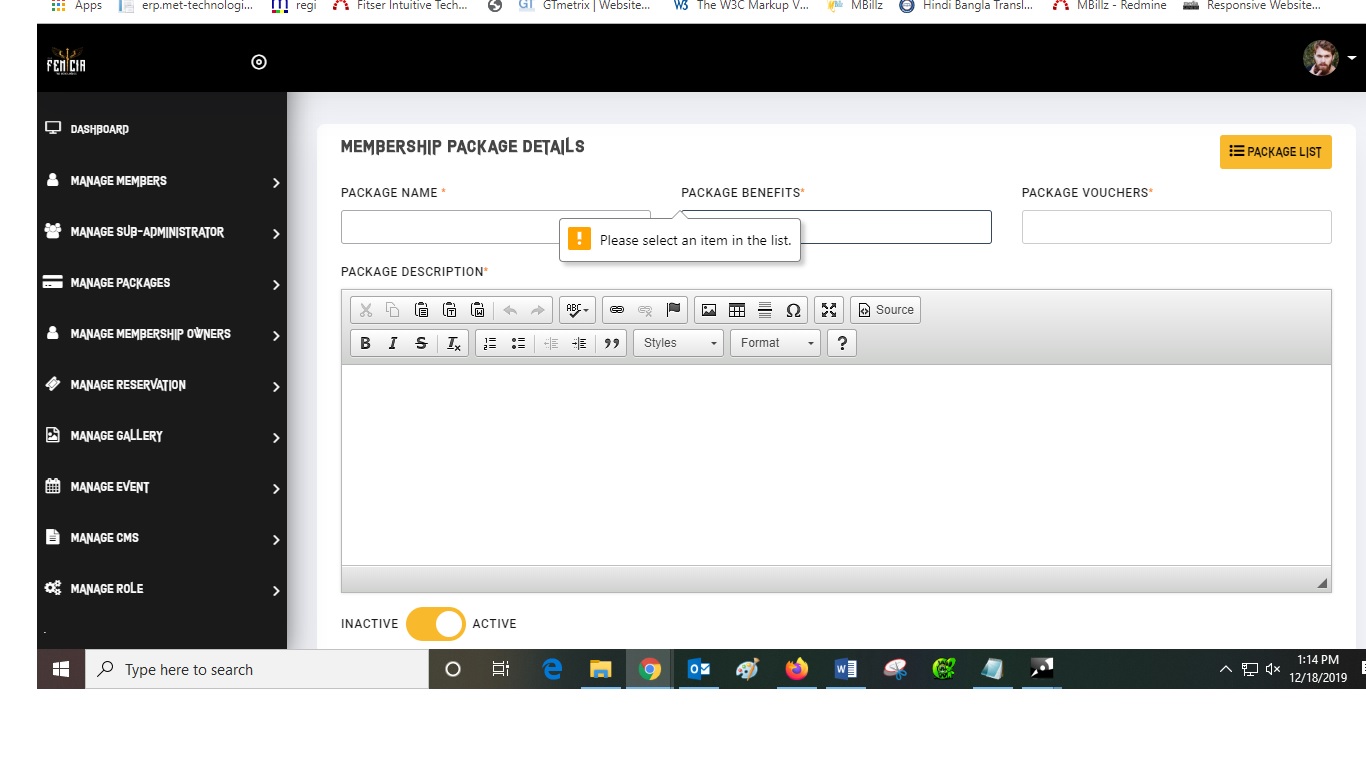 Apps erp.met-technologi... regi Fitser Intuitive Tech... GTmetrix | Website... The W3C Markup V... MBillz Hindi Bangla Transl... MBillz - Redmine Responsive Website...
FENICIA
DASHBOARD
MANAGE MEMBERS
MANAGE SUB-ADMINISTRATOR
MANAGE PACKAGES
MANAGE MEMBERSHIP OWNERS
MANAGE RESERVATION
MANAGE GALLERY
MANAGE EVENT
MANAGE CMS
MANAGE ROLE
MEMBERSHIP PACKAGE DETAILS
PACKAGE LIST
PACKAGE NAME * PACKAGE BENEFITS* PACKAGE VOUCHERS*
Please select an item in the list.
PACKAGE DESCRIPTION*
ABC Ω Source
B I S Tx Styles Format ?
INACTIVE ACTIVE
Type here to search
1:14 PM
12/18/2019